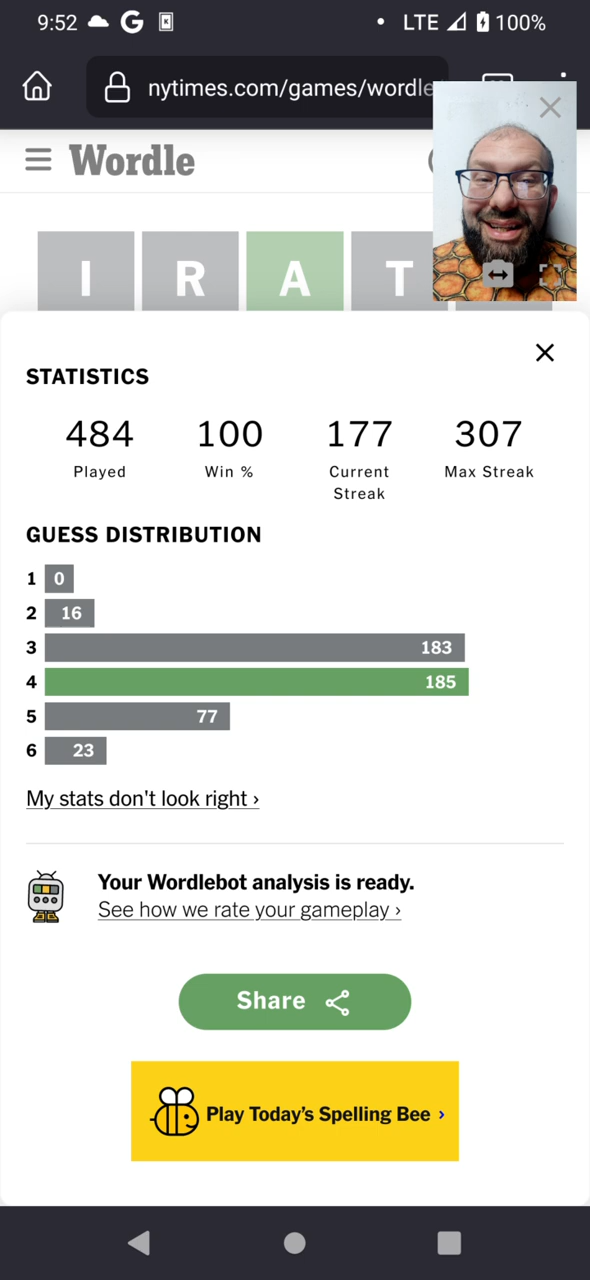 9:52 G LTE 100%
nytimes.com/games/wordle
Wordle
I R A T
STATISTICS
484 100 177 307
Played Win % Current Max Streak
Streak
GUESS DISTRIBUTION
1 0
2 16
3 183
4 185
5 77
6 23
My stats don't look right ›
Your Wordlebot analysis is ready.
See how we rate your gameplay ›
Share
Play Today's Spelling Bee ›